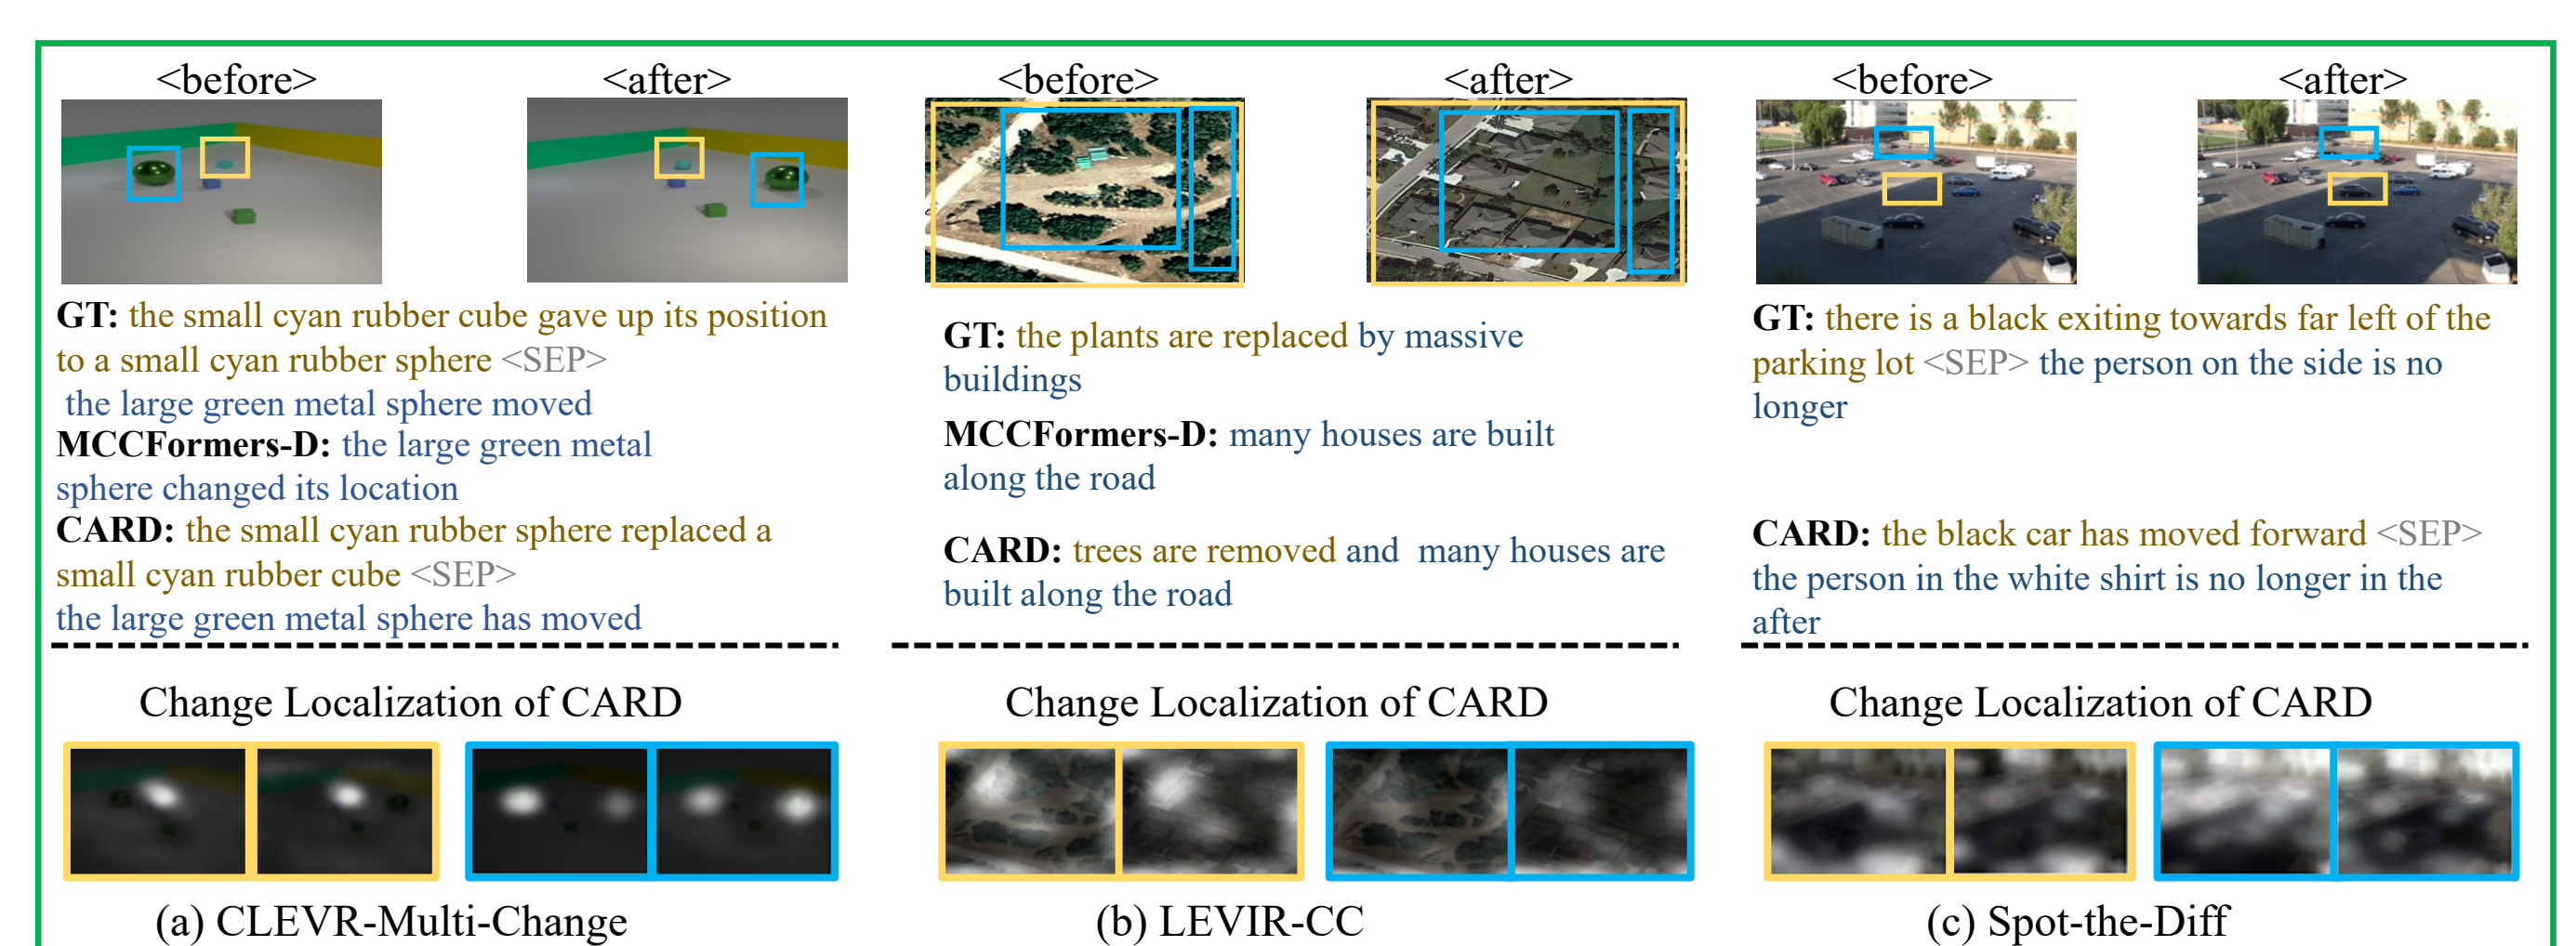 <before>
<after>
GT: the small cyan rubber cube gave up its position
to a small cyan rubber sphere <SEP>
the large green metal sphere moved
MCCFormers-D: the large green metal
sphere changed its location
CARD: the small cyan rubber sphere replaced a
small cyan rubber cube <SEP>
the large green metal sphere has moved
Change Localization of CARD
(a) CLEVR-Multi-Change
<before>
<after>
GT: the plants are replaced by massive
buildings
MCCFormers-D: many houses are built
along the road
CARD: trees are removed and many houses are
built along the road
Change Localization of CARD
(b) LEVIR-CC
<before>
<after>
GT: there is a black exiting towards far left of the
parking lot <SEP> the person on the side is no
longer
CARD: the black car has moved forward <SEP>
the person in the white shirt is no longer in the
after
Change Localization of CARD
(c) Spot-the-Diff